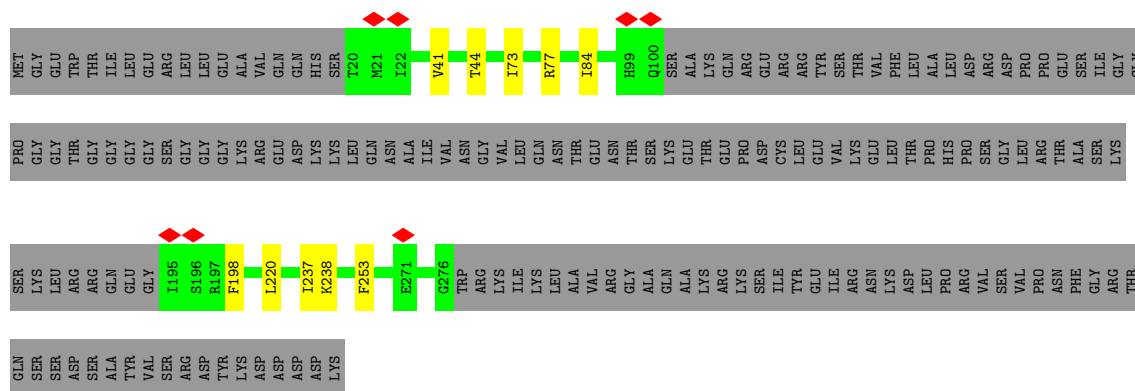 MET GLY GLU TRP THR ILE LEU GLU ARG LEU LEU GLU ALA VAL GLN GLN HIS SER T20 M21 I22 V41 T44 I73 R77 I84 H99 Q100 SER ALA LYS GLN ARG GLU ARG ARG TYR SER THR VAL PHE LEU ALA LEU ASP ARG ASP PRO PRO GLU SER ILE GLY GLY
PRO GLY GLY THR GLY GLY GLY GLY SER GLY GLY GLY LYS ARG GLU ASP LYS LYS LEU GLN ASN ALA ILE VAL ASN GLY VAL LEU GLN ASN THR GLU ASN THR SER LYS GLU THR GLU PRO ASP CYS LEU GLU VAL LYS GLU LEU THR PRO HIS PRO SER GLY LEU ARG THR ALA SER LYS
SER LYS LEU ARG ARG GLN GLU GLY I195 S196 R197 F198 L220 I237 K238 F253 E271 G276 TRP ARG LYS ILE LYS LEU ALA VAL ARG GLY ALA GLN ALA LYS ARG LYS SER ILE TYR GLU ILE ARG ASN LYS ASP LEU PRO ARG VAL SER VAL PRO ASN PHE GLY ARG THR
GLN SER SER ASP SER ALA TYR VAL SER ARG ASP TYR LYS ASP ASP ASP ASP LYS